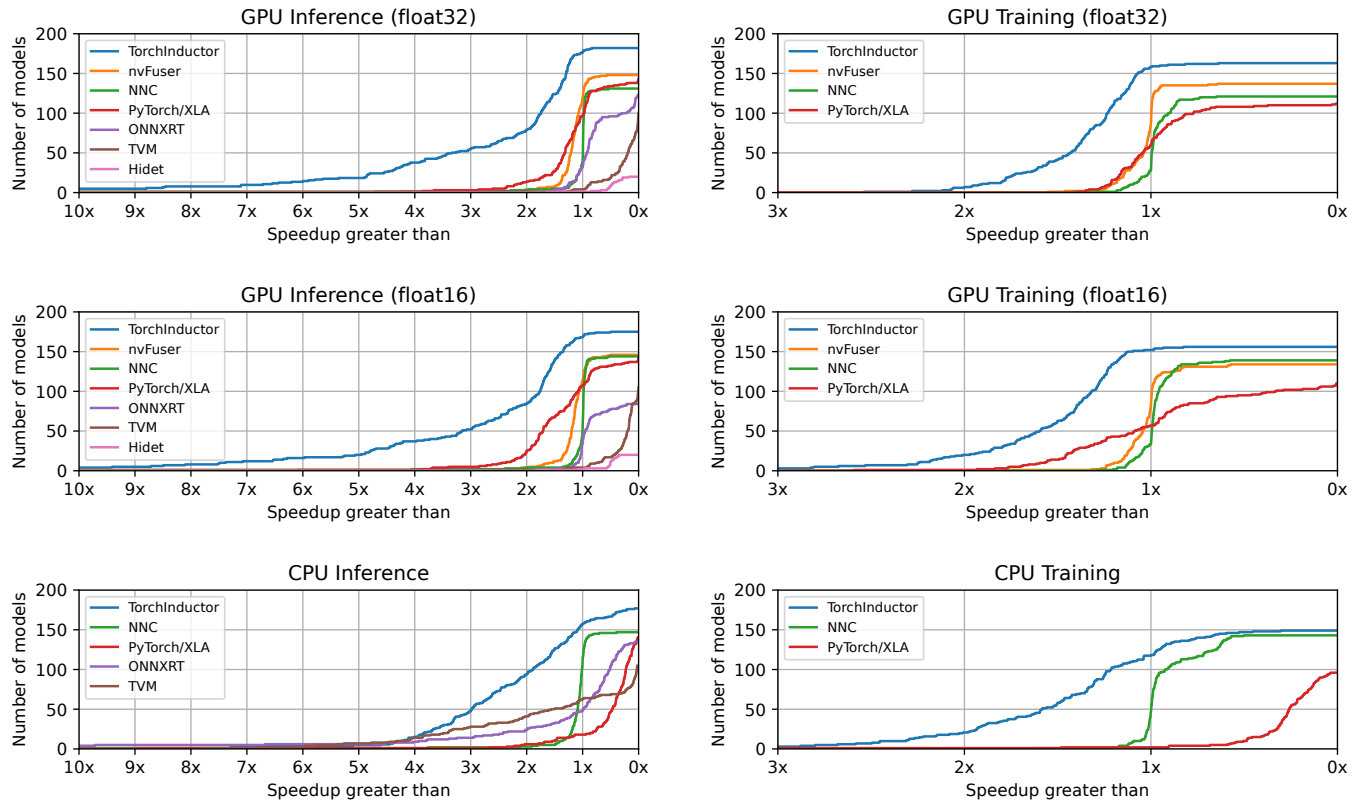 GPU Inference (float32)
Number of models
200
150
100
50
0
TorchInductor
nvFuser
NNC
PyTorch/XLA
ONNXRT
TVM
Hidet
10x 9x 8x 7x 6x 5x 4x 3x 2x 1x 0x
Speedup greater than
GPU Training (float32)
Number of models
200
150
100
50
0
TorchInductor
nvFuser
NNC
PyTorch/XLA
3x 2x 1x 0x
Speedup greater than
GPU Inference (float16)
Number of models
200
150
100
50
0
TorchInductor
nvFuser
NNC
PyTorch/XLA
ONNXRT
TVM
Hidet
10x 9x 8x 7x 6x 5x 4x 3x 2x 1x 0x
Speedup greater than
GPU Training (float16)
Number of models
200
150
100
50
0
TorchInductor
nvFuser
NNC
PyTorch/XLA
3x 2x 1x 0x
Speedup greater than
CPU Inference
Number of models
200
150
100
50
0
TorchInductor
NNC
PyTorch/XLA
ONNXRT
TVM
10x 9x 8x 7x 6x 5x 4x 3x 2x 1x 0x
Speedup greater than
CPU Training
Number of models
200
150
100
50
0
TorchInductor
NNC
PyTorch/XLA
3x 2x 1x 0x
Speedup greater than